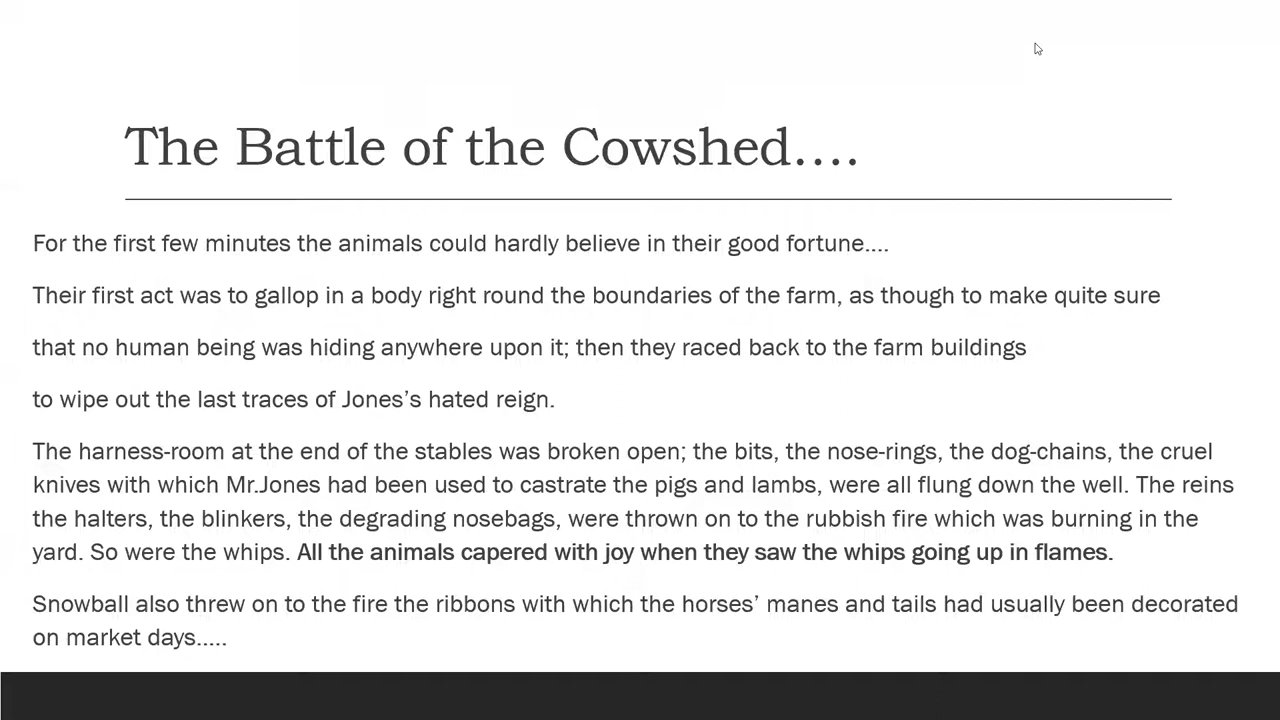 The Battle of the Cowshed....
For the first few minutes the animals could hardly believe in their good fortune....
Their first act was to gallop in a body right round the boundaries of the farm, as though to make quite sure
that no human being was hiding anywhere upon it; then they raced back to the farm buildings
to wipe out the last traces of Jones’s hated reign.
The harness-room at the end of the stables was broken open; the bits, the nose-rings, the dog-chains, the cruel
knives with which Mr.Jones had been used to castrate the pigs and lambs, were all flung down the well. The reins
the halters, the blinkers, the degrading nosebags, were thrown on to the rubbish fire which was burning in the
yard. So were the whips. All the animals capered with joy when they saw the whips going up in flames.
Snowball also threw on to the fire the ribbons with which the horses’ manes and tails had usually been decorated
on market days.....